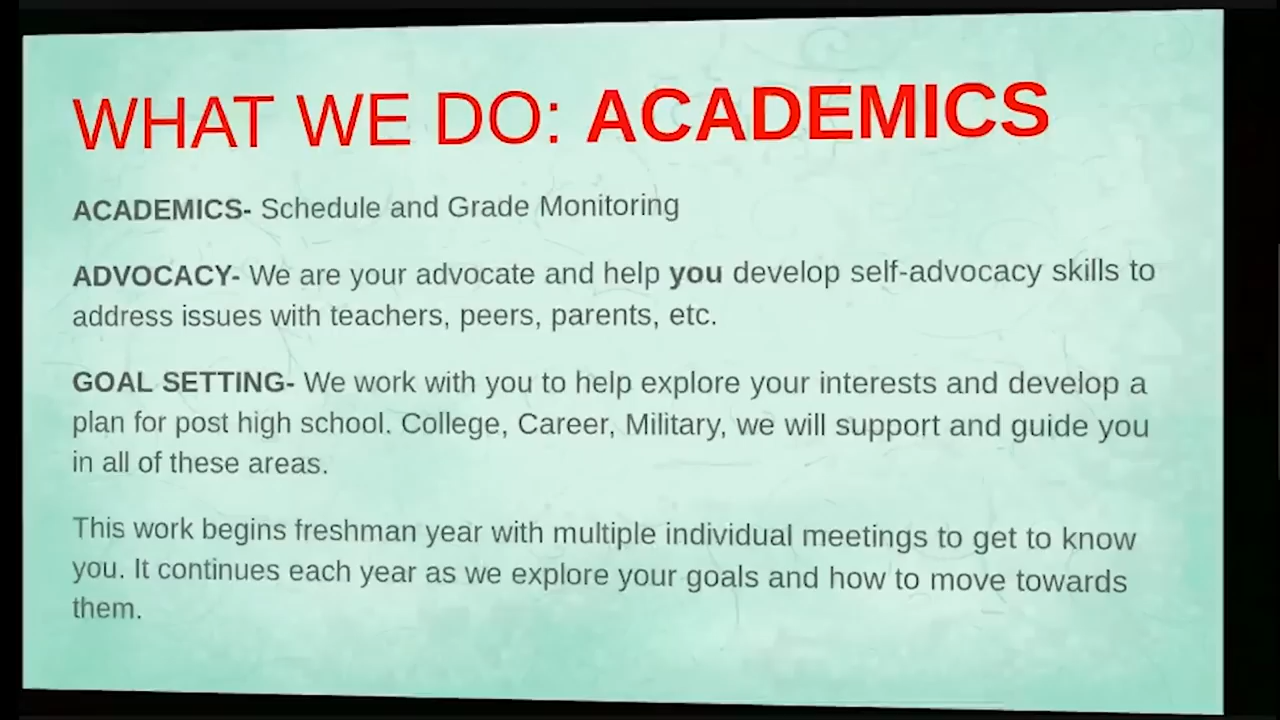 WHAT WE DO: ACADEMICS
ACADEMICS- Schedule and Grade Monitoring
ADVOCACY- We are your advocate and help you develop self-advocacy skills to
address issues with teachers, peers, parents, etc.
GOAL SETTING- We work with you to help explore your interests and develop a
plan for post high school. College, Career, Military, we will support and guide you
in all of these areas.
This work begins freshman year with multiple individual meetings to get to know
you. It continues each year as we explore your goals and how to move towards
them.